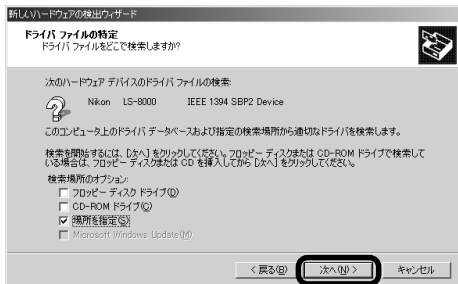 新しいハードウェアの検出ウィザード
ドライバ ファイルの特定
ドライバ ファイルをどこで検索しますか?
次のハードウェア デバイスのドライバ ファイルの検索:
Nikon LS-8000 IEEE 1394 SBP2 Device
このコンピュータ上のドライバ データベースおよび指定の検索場所から適切なドライバを検索します。
検索を開始するには、[次へ] をクリックしてください。フロッピー ディスクまたは CD-ROM ドライブで検索して
いる場合は、フロッピー ディスクまたは CD を挿入してから [次へ] をクリックしてください。
検索場所のオプション:
フロッピー ディスク ドライブ(D)
CD-ROM ドライブ(C)
場所を指定(S)
Microsoft Windows Update(M)
< 戻る(B) 次へ(N) > キャンセル